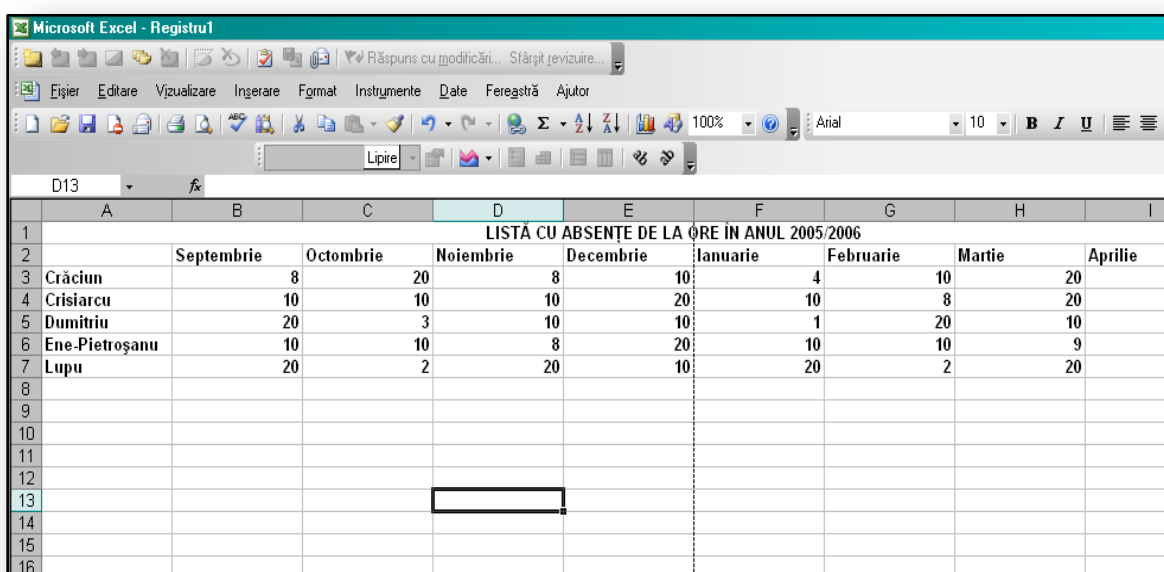 Microsoft Excel - Registru1
Răspuns cu modificări... Sfârşit revizuire...
Fişier Editare Vizualizare Inserare Format Instrumente Date Fereastră Ajutor
ABC Σ A Z Z A 100% Arial 10 B I U
Lipire
D13 fx
A B C D E F G H I
1 LISTĂ CU ABSENŢE DE LA ORE ÎN ANUL 2005/2006
2 Septembrie Octombrie Noiembrie Decembrie Ianuarie Februarie Martie Aprilie
3 Crăciun 8 20 8 10 4 10 20
4 Crisiarcu 10 10 10 20 10 8 20
5 Dumitriu 20 3 10 10 1 20 10
6 Ene-Pietroşanu 10 10 8 20 10 10 9
7 Lupu 20 2 20 10 20 2 20
8
9
10
11
12
13
14
15
16